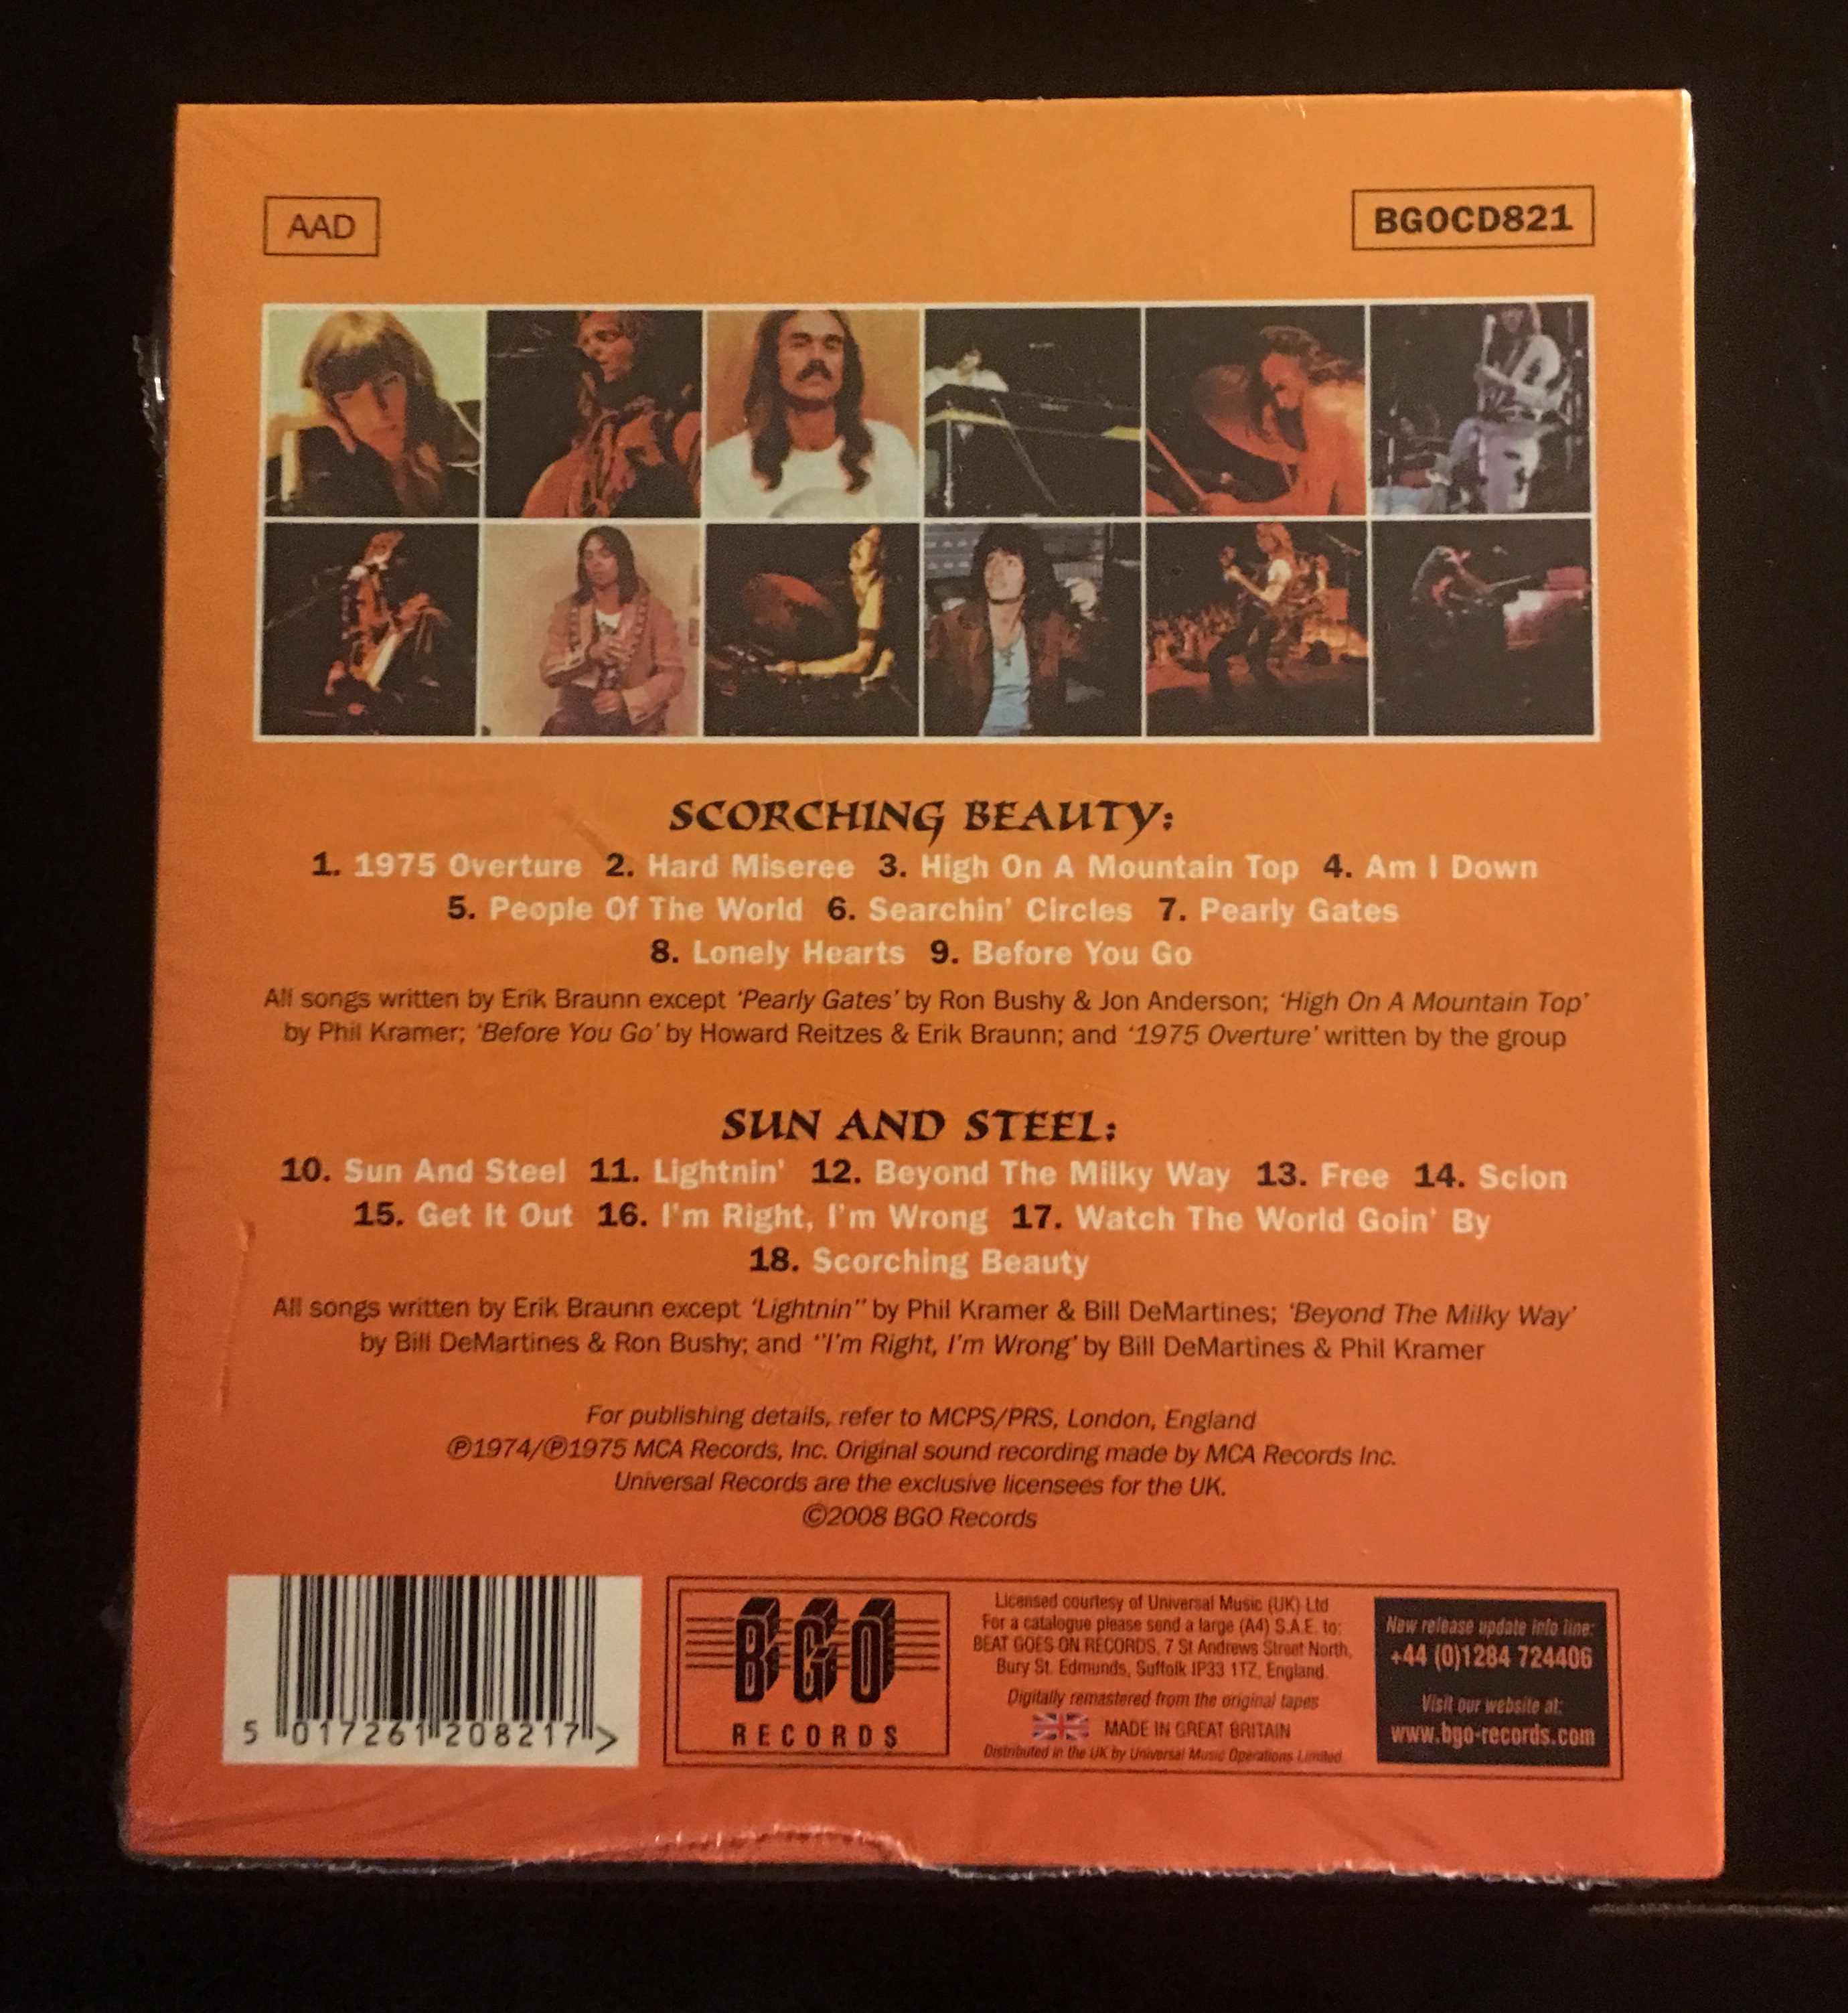 AAD
BGOCD821
SCORCHING BEAUTY:
1. 1975 Overture 2. Hard Miseree 3. High On A Mountain Top 4. Am I Down
5. People Of The World 6. Searchin' Circles 7. Pearly Gates
8. Lonely Hearts 9. Before You Go
All songs written by Erik Braunn except 'Pearly Gates' by Ron Bushy & Jon Anderson; 'High On A Mountain Top'
by Phil Kramer; 'Before You Go' by Howard Reitzes & Erik Braunn; and '1975 Overture' written by the group
SUN AND STEEL:
10. Sun And Steel 11. Lightnin' 12. Beyond The Milky Way 13. Free 14. Scion
15. Get It Out 16. I'm Right, I'm Wrong 17. Watch The World Goin' By
18. Scorching Beauty
All songs written by Erik Braunn except 'Lightnin'' by Phil Kramer & Bill DeMartines; 'Beyond The Milky Way'
by Bill DeMartines & Ron Bushy; and ''I'm Right, I'm Wrong' by Bill DeMartines & Phil Kramer
For publishing details, refer to MCPS/PRS, London, England
℗1974/℗1975 MCA Records, Inc. Original sound recording made by MCA Records Inc.
Universal Records are the exclusive licensees for the UK.
©2008 BGO Records
5 017261 208217 >
BGO
RECORDS
Licensed courtesy of Universal Music (UK) Ltd
For a catalogue please send a large (A4) S.A.E. to:
BEAT GOES ON RECORDS, 7 St Andrews Street North,
Bury St. Edmunds, Suffolk IP33 1TZ, England.
Digitally remastered from the original tapes
MADE IN GREAT BRITAIN
Distributed in the UK by Universal Music Operations Limited
New release update info line:
+44 (0)1284 724406
Visit our website at:
www.bgo-records.com